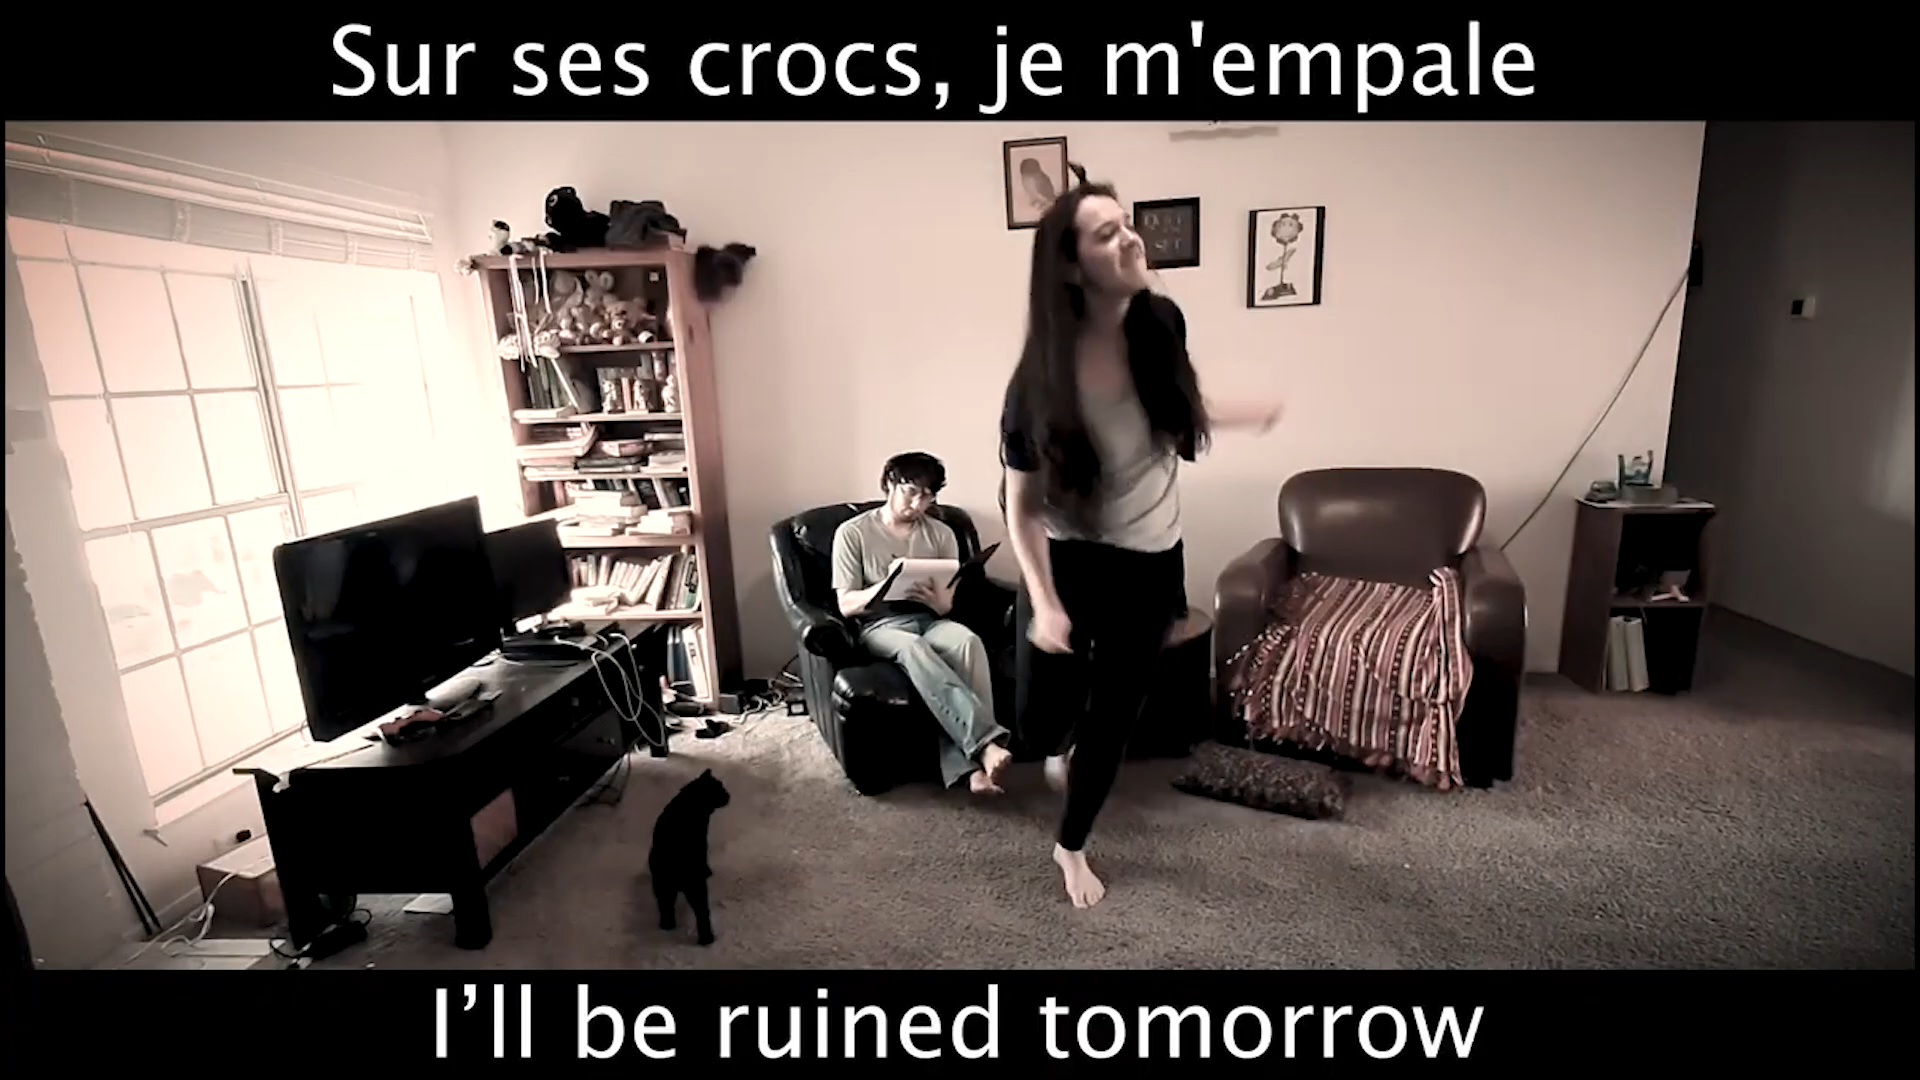 Sur ses crocs, je m'empale
I’ll be ruined tomorrow